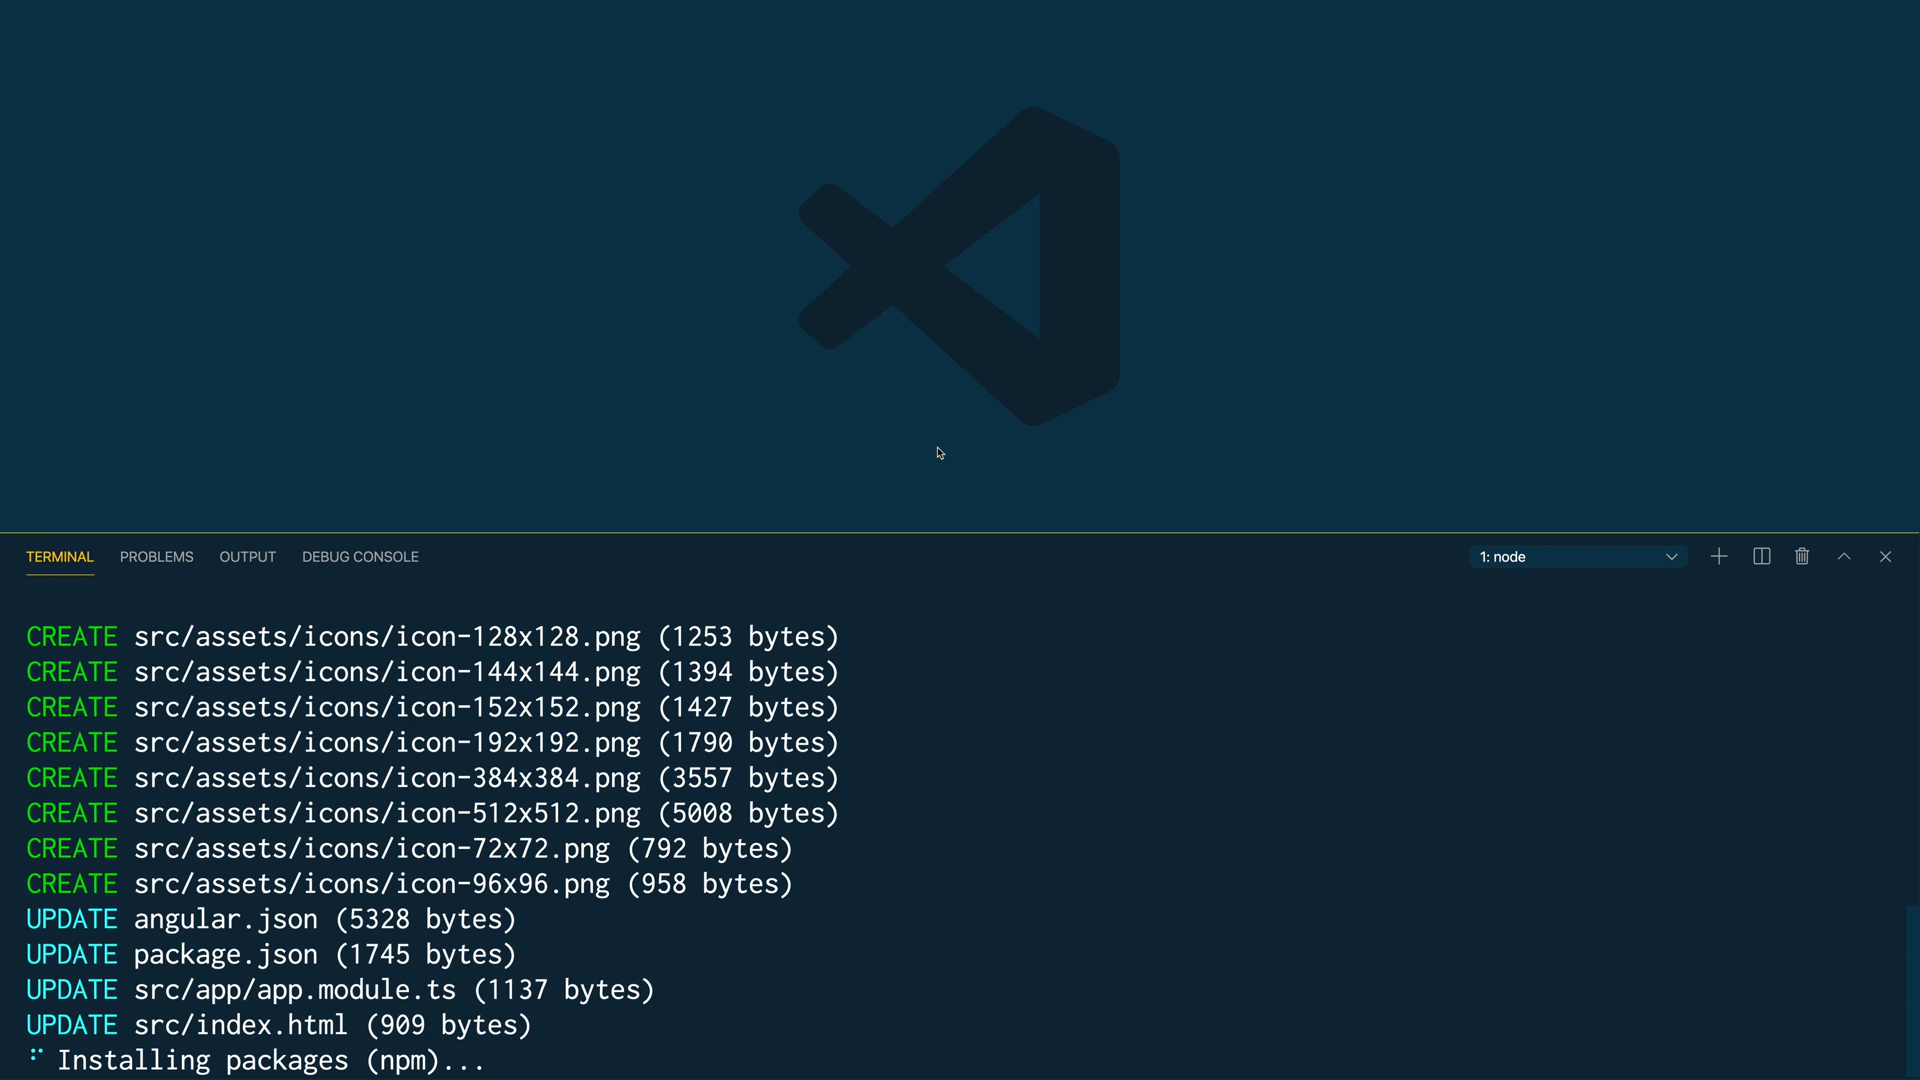 TERMINAL PROBLEMS OUTPUT DEBUG CONSOLE 1: node
CREATE src/assets/icons/icon-128x128.png (1253 bytes)
CREATE src/assets/icons/icon-144x144.png (1394 bytes)
CREATE src/assets/icons/icon-152x152.png (1427 bytes)
CREATE src/assets/icons/icon-192x192.png (1790 bytes)
CREATE src/assets/icons/icon-384x384.png (3557 bytes)
CREATE src/assets/icons/icon-512x512.png (5008 bytes)
CREATE src/assets/icons/icon-72x72.png (792 bytes)
CREATE src/assets/icons/icon-96x96.png (958 bytes)
UPDATE angular.json (5328 bytes)
UPDATE package.json (1745 bytes)
UPDATE src/app/app.module.ts (1137 bytes)
UPDATE src/index.html (909 bytes)
Installing packages (npm)...